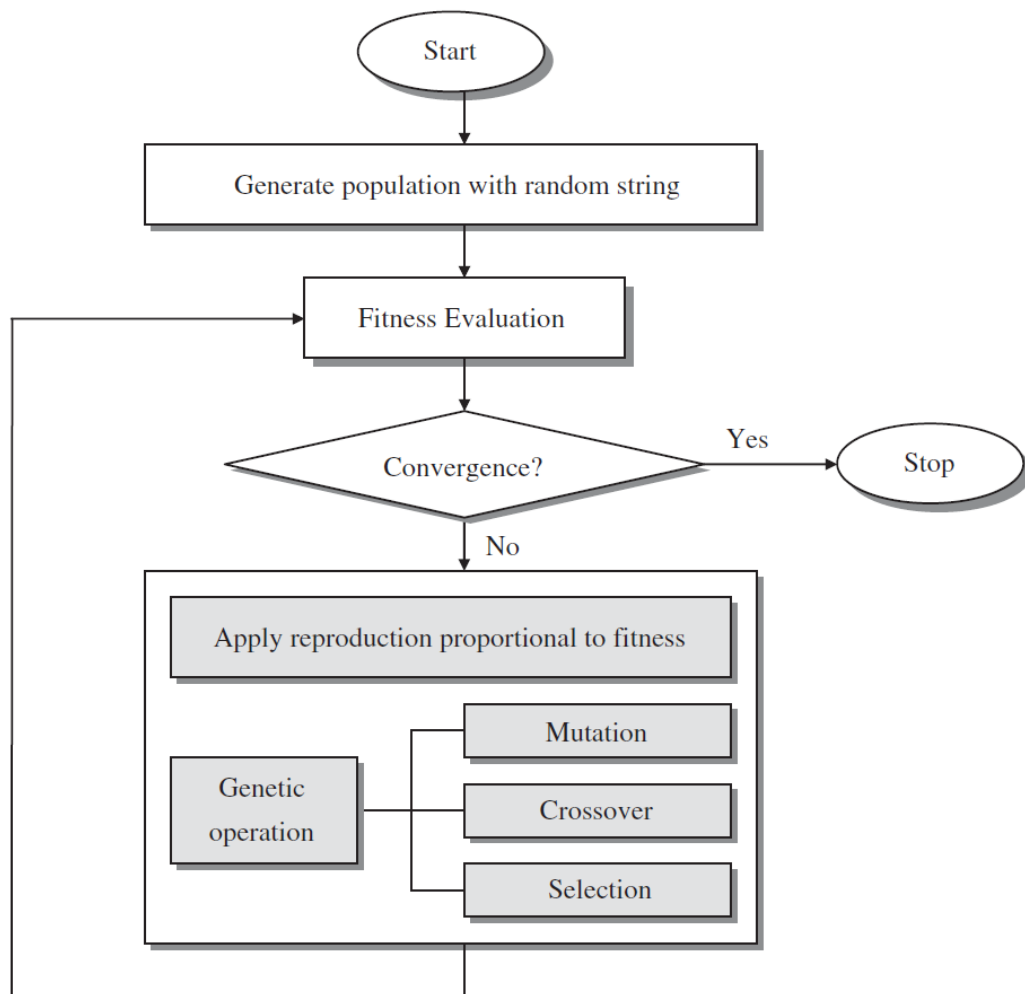 Start
Generate population with random string
Fitness Evaluation
Convergence?
Yes
Stop
No
Apply reproduction proportional to fitness
Mutation
Genetic
operation
Crossover
Selection